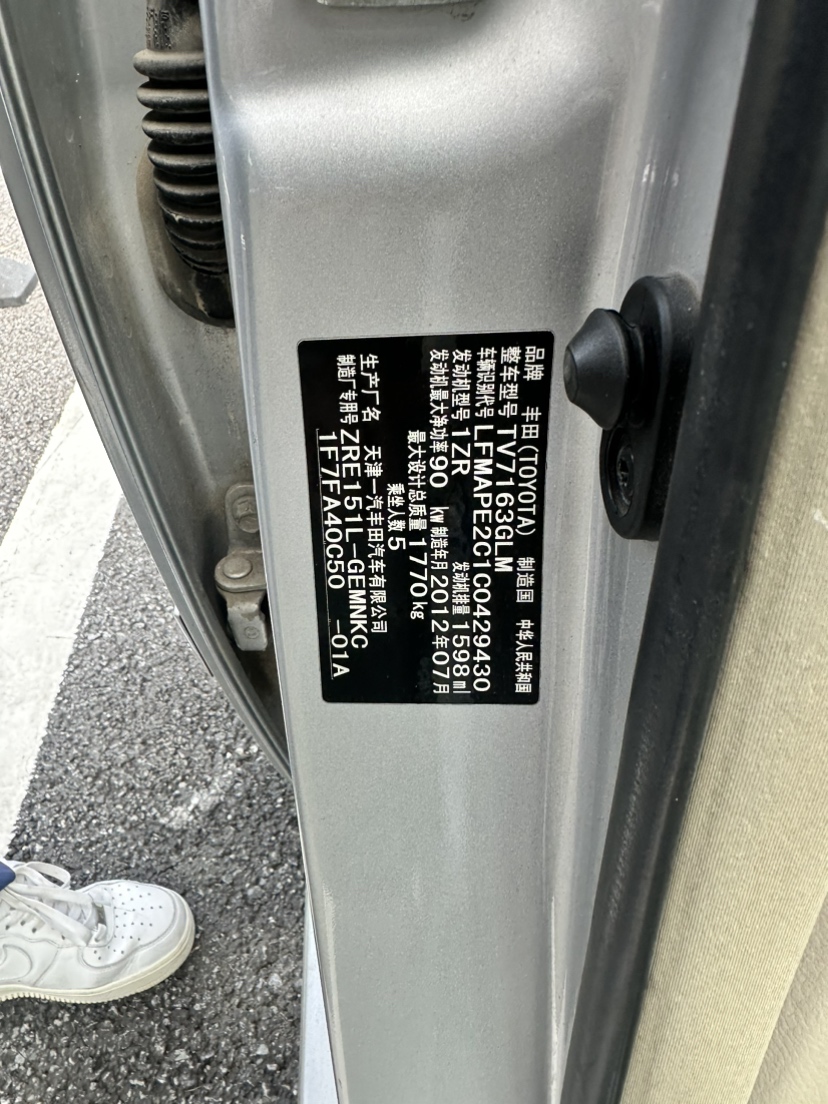 品牌 丰田(TOYOTA) 制造国 中华人民共和国
整车型号 TV7163GLM
车辆识别代号 LFMAPE2C1C0429430
发动机型号 1ZR 发动机排量 1598ml
发动机最大净功率 90 kw 制造年月 2012年07月
最大设计总质量 1770kg
乘坐人数 5
生产厂名 天津一汽丰田汽车有限公司
制造厂专用号 ZRE151L-GEMNKC
1F7FA40C50 -01A